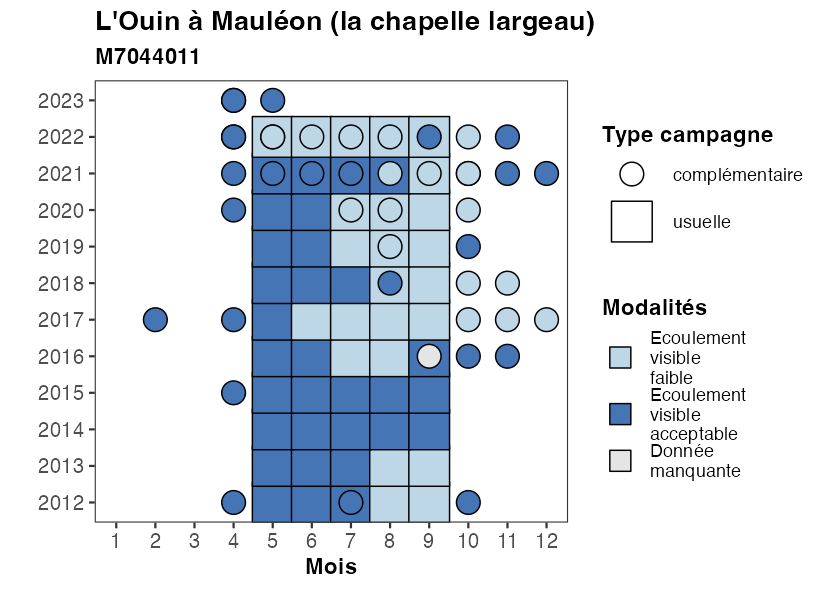 L'Ouin à Mauléon (la chapelle largeau)
M7044011
2023
2022
2021
2020
2019
2018
2017
2016
2015
2014
2013
2012
1 2 3 4 5 6 7 8 9 10 11 12
Mois
Type campagne
complémentaire
usuelle
Modalités
Ecoulement
visible
faible
Ecoulement
visible
acceptable
Donnée
manquante